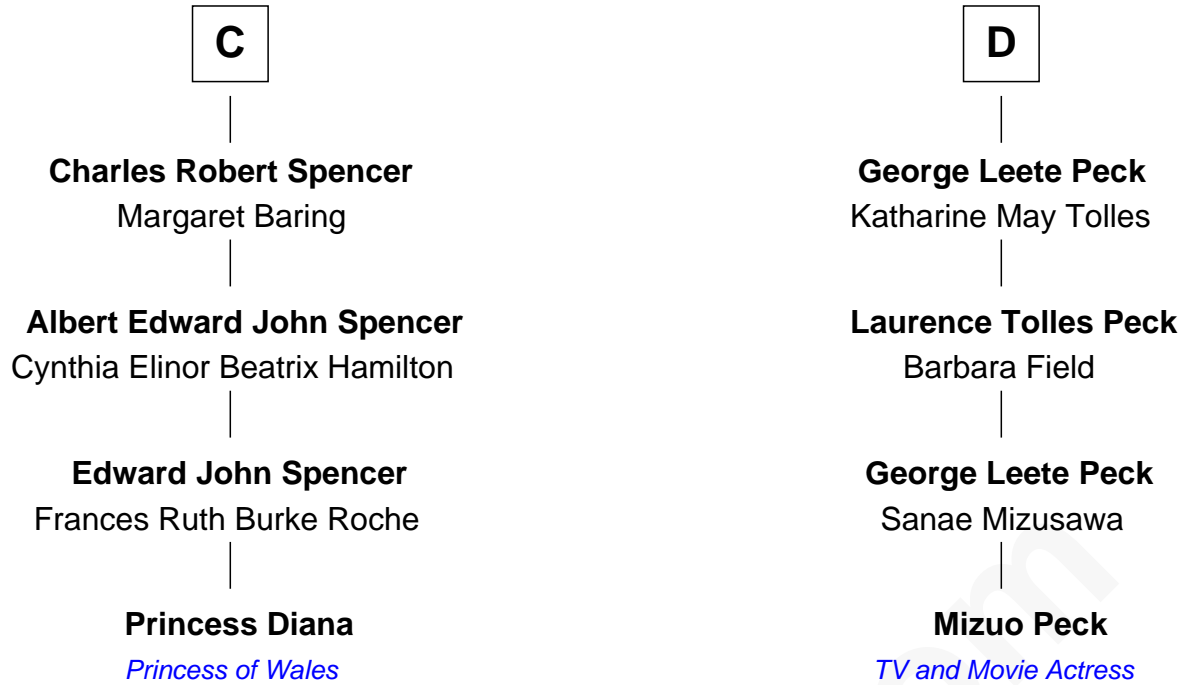 C
Charles Robert Spencer
Margaret Baring
Albert Edward John Spencer
Cynthia Elinor Beatrix Hamilton
Edward John Spencer
Frances Ruth Burke Roche
Princess Diana
Princess of Wales
D
George Leete Peck
Katharine May Tolles
Laurence Tolles Peck
Barbara Field
George Leete Peck
Sanae Mizusawa
Mizuo Peck
TV and Movie Actress